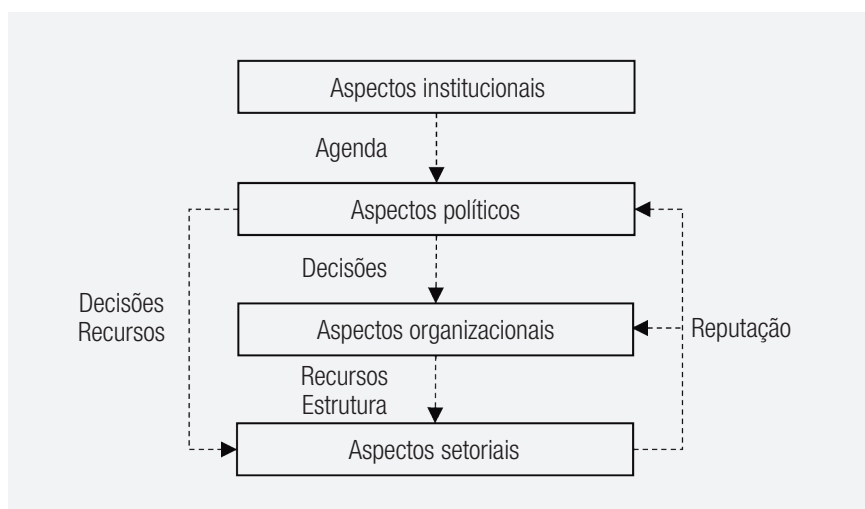 Aspectos institucionais
Agenda
Aspectos políticos
Decisões
Decisões
Recursos
Aspectos organizacionais
Reputação
Recursos
Estrutura
Aspectos setoriais